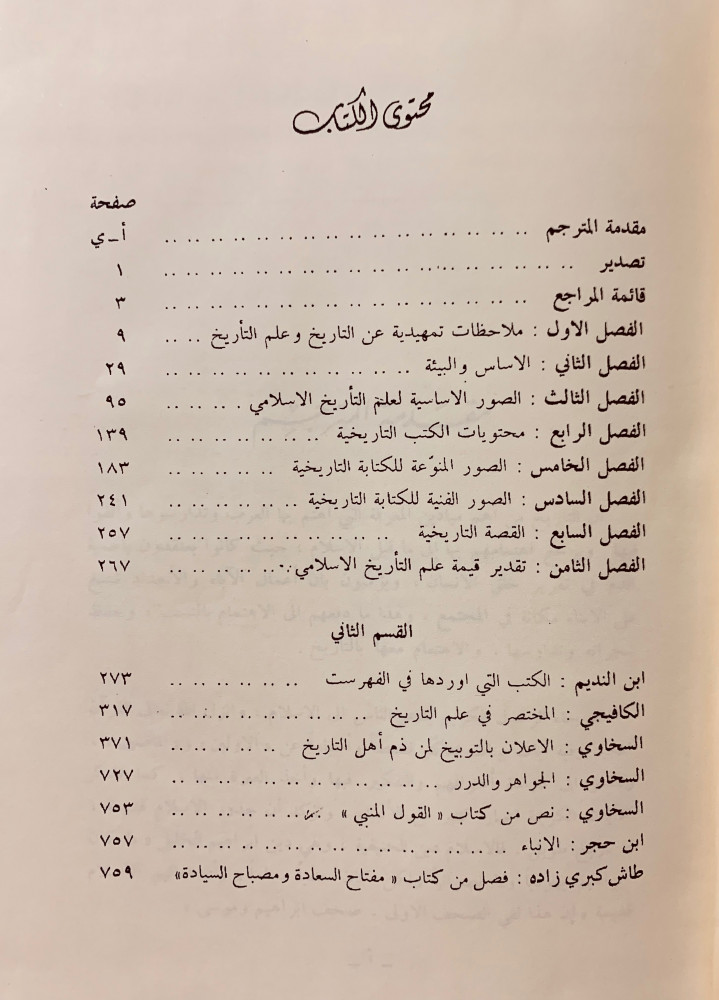 محتوى الكتاب
صفحة
مقدمة المترجم .. .. .. .. .. .. .. .. .. .. .. .. .. .. .. .. أ-ي
تصدير .. .. .. .. .. .. .. .. .. .. .. .. .. .. .. .. .. .. ١
قائمة المراجع .. .. .. .. .. .. .. .. .. .. .. .. .. .. .. .. ٣
الفصل الاول : ملاحظات تمهيدية عن التاريخ وعلم التأريخ .. .. ٩
الفصل الثاني : الاساس والبيئة .. .. .. .. .. .. .. .. .. .. ٢٩
الفصل الثالث : الصور الاساسية لعلم التأريخ الاسلامي . .. .. .. ٩٥
الفصل الرابع : محتويات الكتب التاريخية .. .. .. .. .. .. .. ١٣٩
الفصل الخامس : الصور المنوّعة للكتابة التاريخية .. .. .. .. .. ١٨٣
الفصل السادس : الصور الفنية للكتابة التاريخية .. .. .. .. .. .. ٢٤١
الفصل السابع : القصة التاريخية .. .. .. .. .. .. .. .. .. .. ٢٥٧
الفصل الثامن : تقدير قيمة علم التأريخ الاسلامي .. .. .. .. .. ٢٦٧
القسم الثاني
ابن النديم : الكتب التي اوردها في الفهرست .. .. .. .. .. .. ٢٧٣
الكافيجي : المختصر في علم التاريخ .. .. .. .. .. .. .. .. .. ٣١٧
السخاوي : الاعلان بالتوبيخ لمن ذم أهل التاريخ .. .. .. .. .. ٣٧١
السخاوي : الجواهر والدرر .. .. .. .. .. .. .. .. .. .. .. .. ٧٢٧
السخاوي : نص من كتاب « القول المنبي » .. .. .. .. .. .. .. ٧٥٣
ابن حجر : الانباء .. .. .. .. .. .. .. .. .. .. .. .. .. .. ٧٥٧
طاش كبري زاده : فصل من كتاب « مفتاح السعادة ومصباح السيادة» ٧٥٩